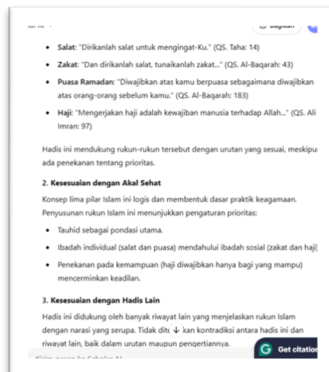 • Salat: "Dirikanlah salat untuk mengingat-Ku." (QS. Taha: 14)
• Zakat: "Dan dirikanlah salat, tunaikanlah zakat..." (QS. Al-Baqarah: 43)
• Puasa Ramadan: "Diwajibkan atas kamu berpuasa sebagaimana diwajibkan
atas orang-orang sebelum kamu." (QS. Al-Baqarah: 183)
• Haji: "Mengerjakan haji adalah kewajiban manusia terhadap Allah..." (QS. Ali
Imran: 97)
Hadis ini mendukung rukun-rukun tersebut dengan urutan yang sesuai, meskipu
ada penekanan tentang prioritas.
2. Kesesuaian dengan Akal Sehat
Konsep lima pilar Islam ini logis dan membentuk dasar praktik keagamaan.
Penyusunan rukun Islam ini menunjukkan pengaturan prioritas:
• Tauhid sebagai pondasi utama.
• Ibadah individual (salat dan puasa) mendahului ibadah sosial (zakat dan haji)
• Penekanan pada kemampuan (haji diwajibkan hanya bagi yang mampu)
mencerminkan keadilan.
3. Kesesuaian dengan Hadis Lain
Hadis ini didukung oleh banyak riwayat lain yang menjelaskan rukun Islam
dengan narasi yang serupa. Tidak dit kan kontradiksi antara hadis ini dan
riwayat lain, baik dalam urutan maupun pengertiannya.
Get citation